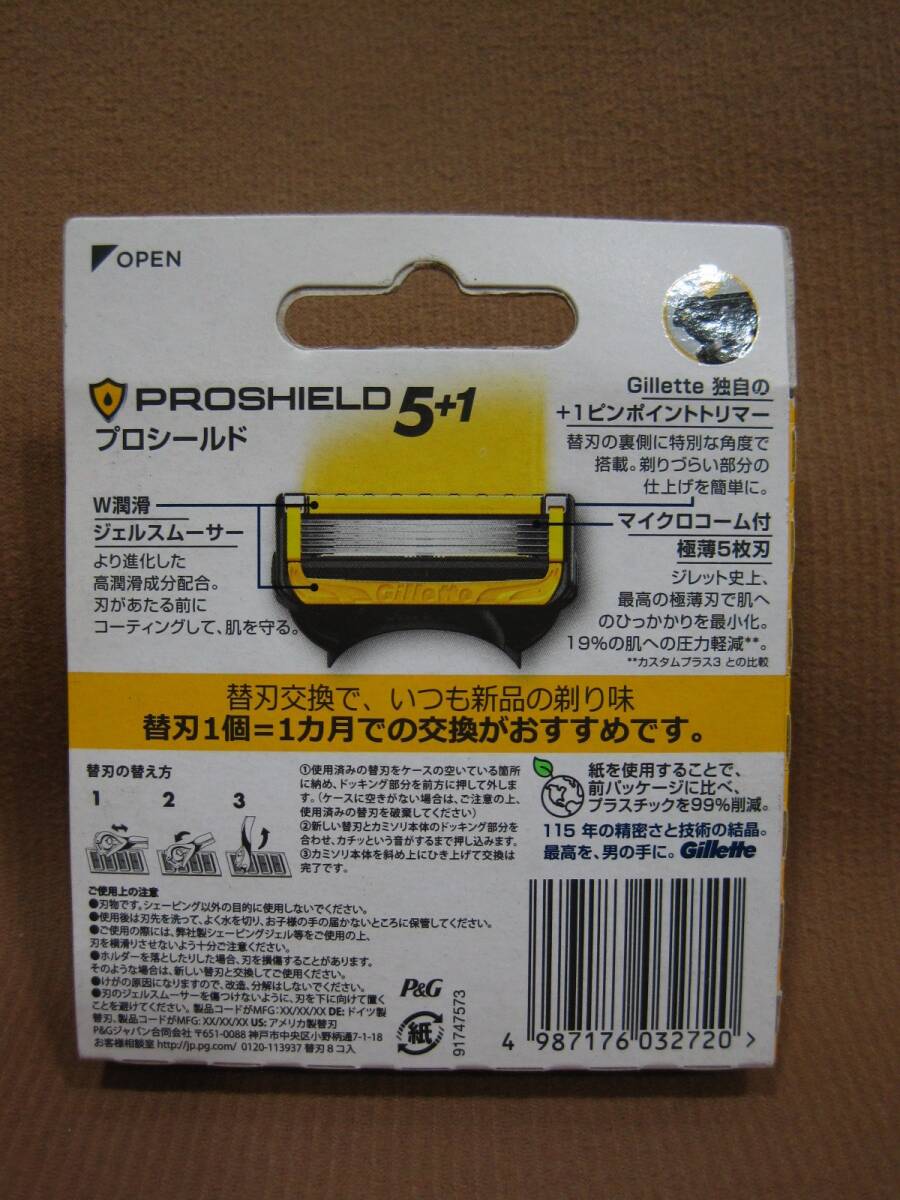 OPEN
PROSHIELD 5+1
プロシールド
Gillette 独自の
+1ピンポイントトリマー
替刃の裏側に特別な角度で
搭載。剃りづらい部分の
仕上げを簡単に。
W潤滑
ジェルスムーサー
より進化した
高潤滑成分配合。
刃があたる前に
コーティングして、肌を守る。
マイクロコーム付
極薄5枚刃
ジレット史上、
最高の極薄刃で肌へ
のひっかかりを最小化。
19%の肌への圧力軽減**。
**カスタムプラス3 との比較
Gillette
替刃交換で、いつも新品の剃り味
替刃1個=1カ月での交換がおすすめです。
替刃の替え方
1 2 3
①使用済みの替刃をケースの空いている箇所
に納め、ドッキング部分を前方に押して外しま
す。(ケースに空きがない場合は、ご注意の上、
使用済みの替刃を破棄してください)
②新しい替刃とカミソリ本体のドッキング部分を
合わせ、カチッという音がするまで押し込みます。
③カミソリ本体を斜め上にひき上げて交換は
完了です。
紙を使用することで、
前パッケージに比べ、
プラスチックを99%削減。
115 年の精密さと技術の結晶。
最高を、男の手に。Gillette
ご使用上の注意
●刃物です。シェービング以外の目的に使用しないでください。
●使用後は刃先を洗って、よく水を切り、お子様の手の届かないところに保管してください。
●ご使用の際には、弊社製シェービングジェル等をご使用の上、
刃を横滑りさせないよう十分ご注意ください。
●ホルダーを落としたりした場合、刃を損傷することがあります。
そのような場合は、新しい替刃と交換してご使用ください。
●けがの原因になりますので、改造、分解はしないでください。
●刃のジェルスムーサーを傷つけないように、刃を下に向けて置く
ことを避けてください。製品コードがMFG:XX/XX/XX DE:ドイツ製
替刃、製品コードがMFG: XX/XX/XX US: アメリカ製替刃
P&Gジャパン合同会社 〒651-0088 神戸市中央区小野柄通7-1-18
お客様相談室 http://jp.pg.com/ 0120-113937 替刃8コ入
P&G
紙
91747573
4 987176 032720 >